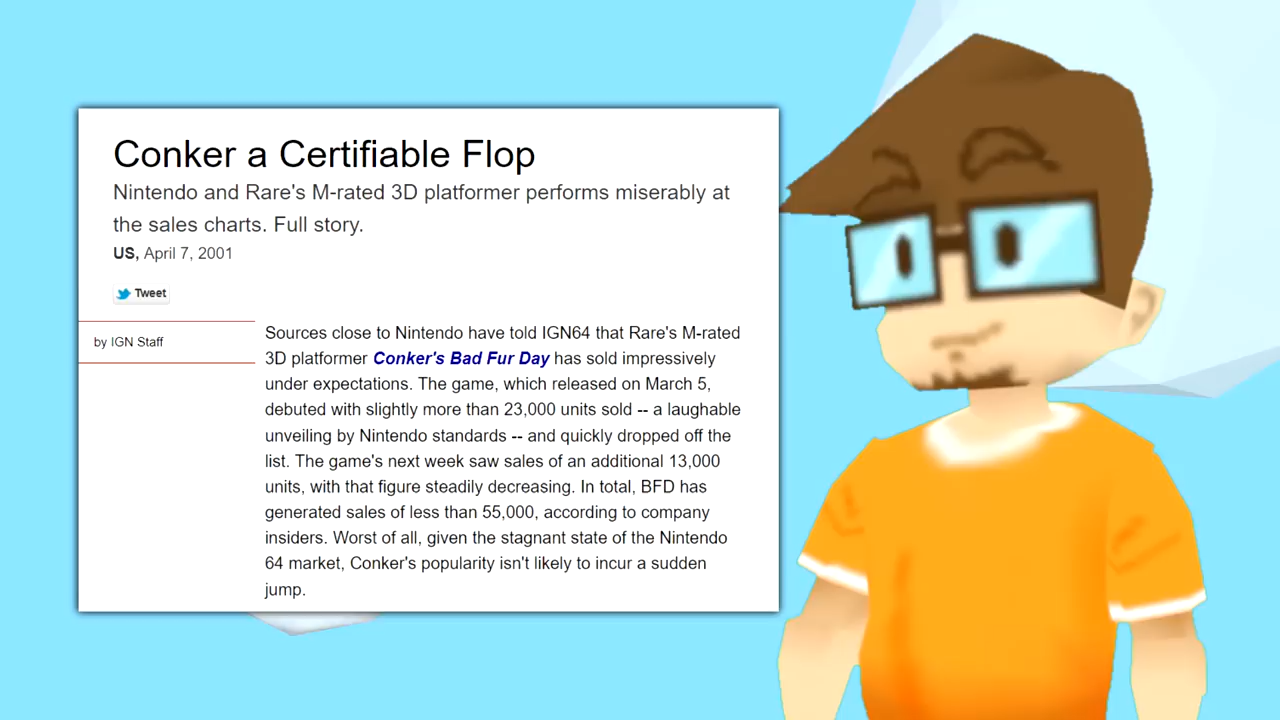 Conker a Certifiable Flop
Nintendo and Rare's M-rated 3D platformer performs miserably at
the sales charts. Full story.
US, April 7, 2001
Tweet
by IGN Staff
Sources close to Nintendo have told IGN64 that Rare's M-rated
3D platformer Conker's Bad Fur Day has sold impressively
under expectations. The game, which released on March 5,
debuted with slightly more than 23,000 units sold -- a laughable
unveiling by Nintendo standards -- and quickly dropped off the
list. The game's next week saw sales of an additional 13,000
units, with that figure steadily decreasing. In total, BFD has
generated sales of less than 55,000, according to company
insiders. Worst of all, given the stagnant state of the Nintendo
64 market, Conker's popularity isn't likely to incur a sudden
jump.